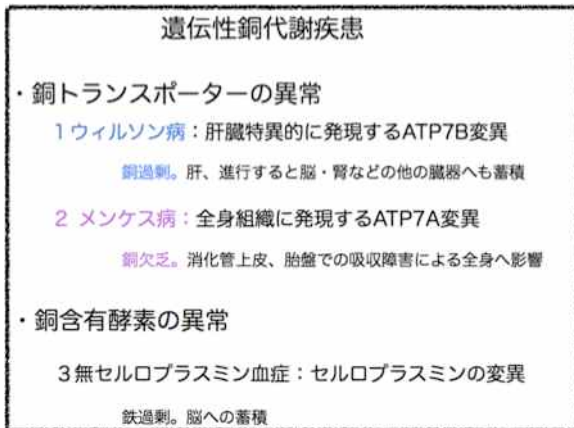 遺伝性銅代謝疾患
・銅トランスポーターの異常
1 ウィルソン病：肝臓特異的に発現するATP7B変異
銅過剰。肝、進行すると脳・腎などの他の臓器へも蓄積
2 メンケス病：全身組織に発現するATP7A変異
銅欠乏。消化管上皮、胎盤での吸収障害による全身へ影響
・銅含有酵素の異常
3無セルロプラスミン血症：セルロプラスミンの変異
鉄過剰。脳への蓄積